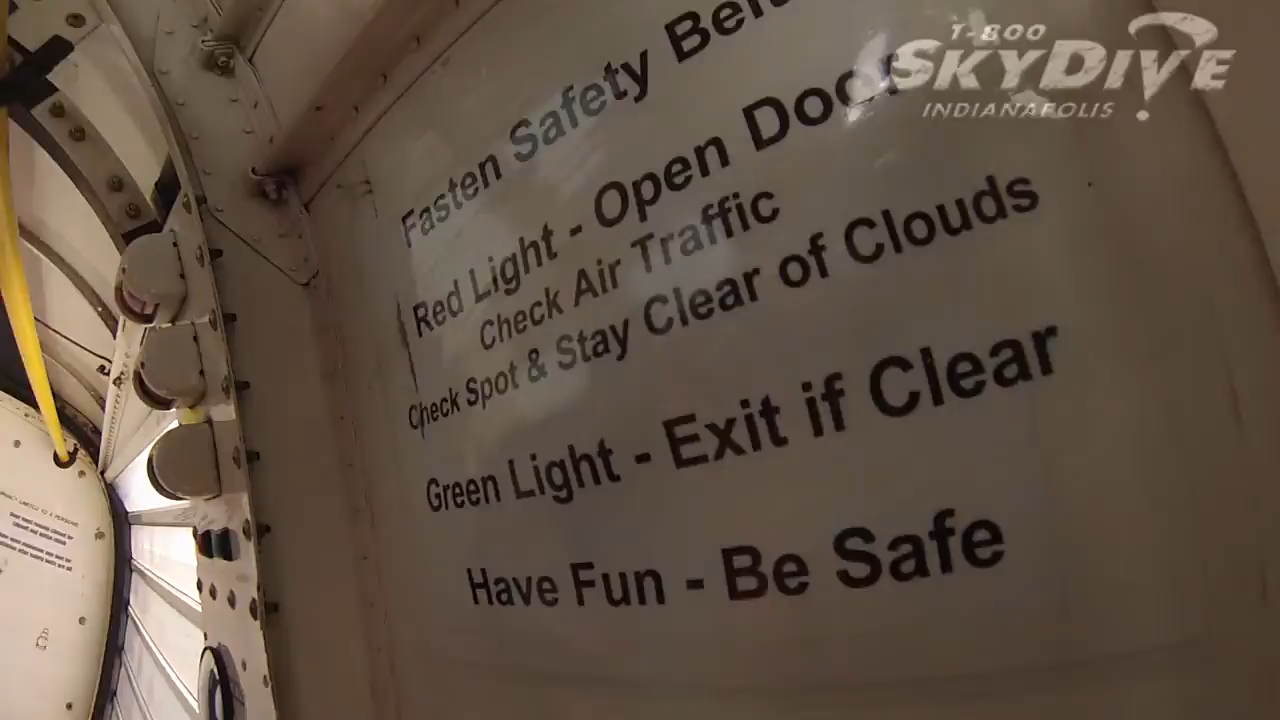 T-800
SKYDIVE
INDIANAPOLIS
Fasten Safety Belt
Red Light - Open Door
Check Air Traffic
Check Spot & Stay Clear of Clouds
Green Light - Exit if Clear
Have Fun - Be Safe